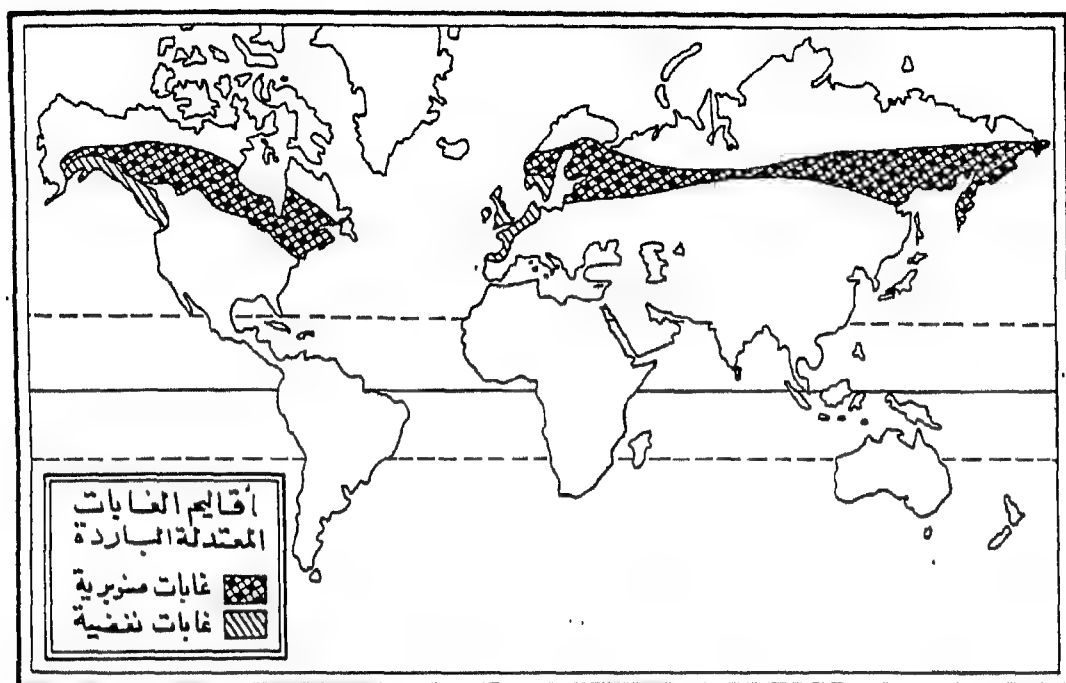 أقاليم الغابات
المعتدلة الباردة
غابات صنوبرية
غابات نفضية